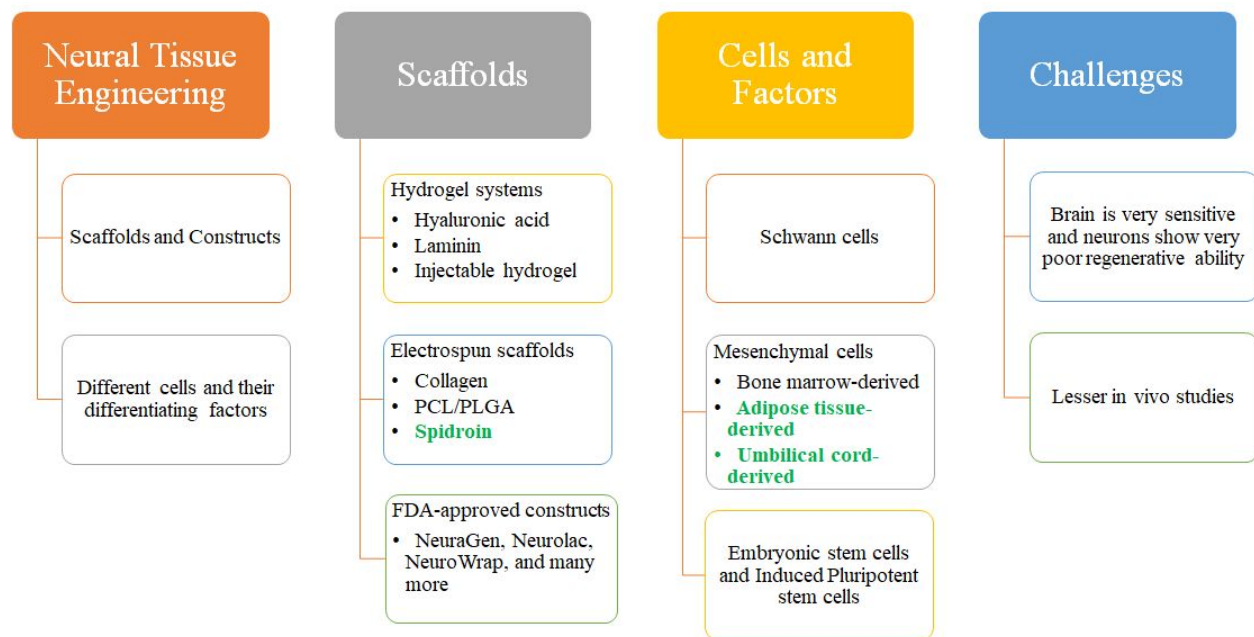 Neural Tissue
Engineering
Scaffolds and Constructs
Different cells and their
differentiating factors
Scaffolds
Hydrogel systems
• Hyaluronic acid
• Laminin
• Injectable hydrogel
Electrospun scaffolds
• Collagen
• PCL/PLGA
• Spidroin
FDA-approved constructs
• NeuraGen, Neurolac,
NeuroWrap, and many
more
Cells and
Factors
Schwann cells
Mesenchymal cells
• Bone marrow-derived
• Adipose tissue-
derived
• Umbilical cord-
derived
Embryonic stem cells
and Induced Pluripotent
stem cells
Challenges
Brain is very sensitive
and neurons show very
poor regenerative ability
Lesser in vivo studies